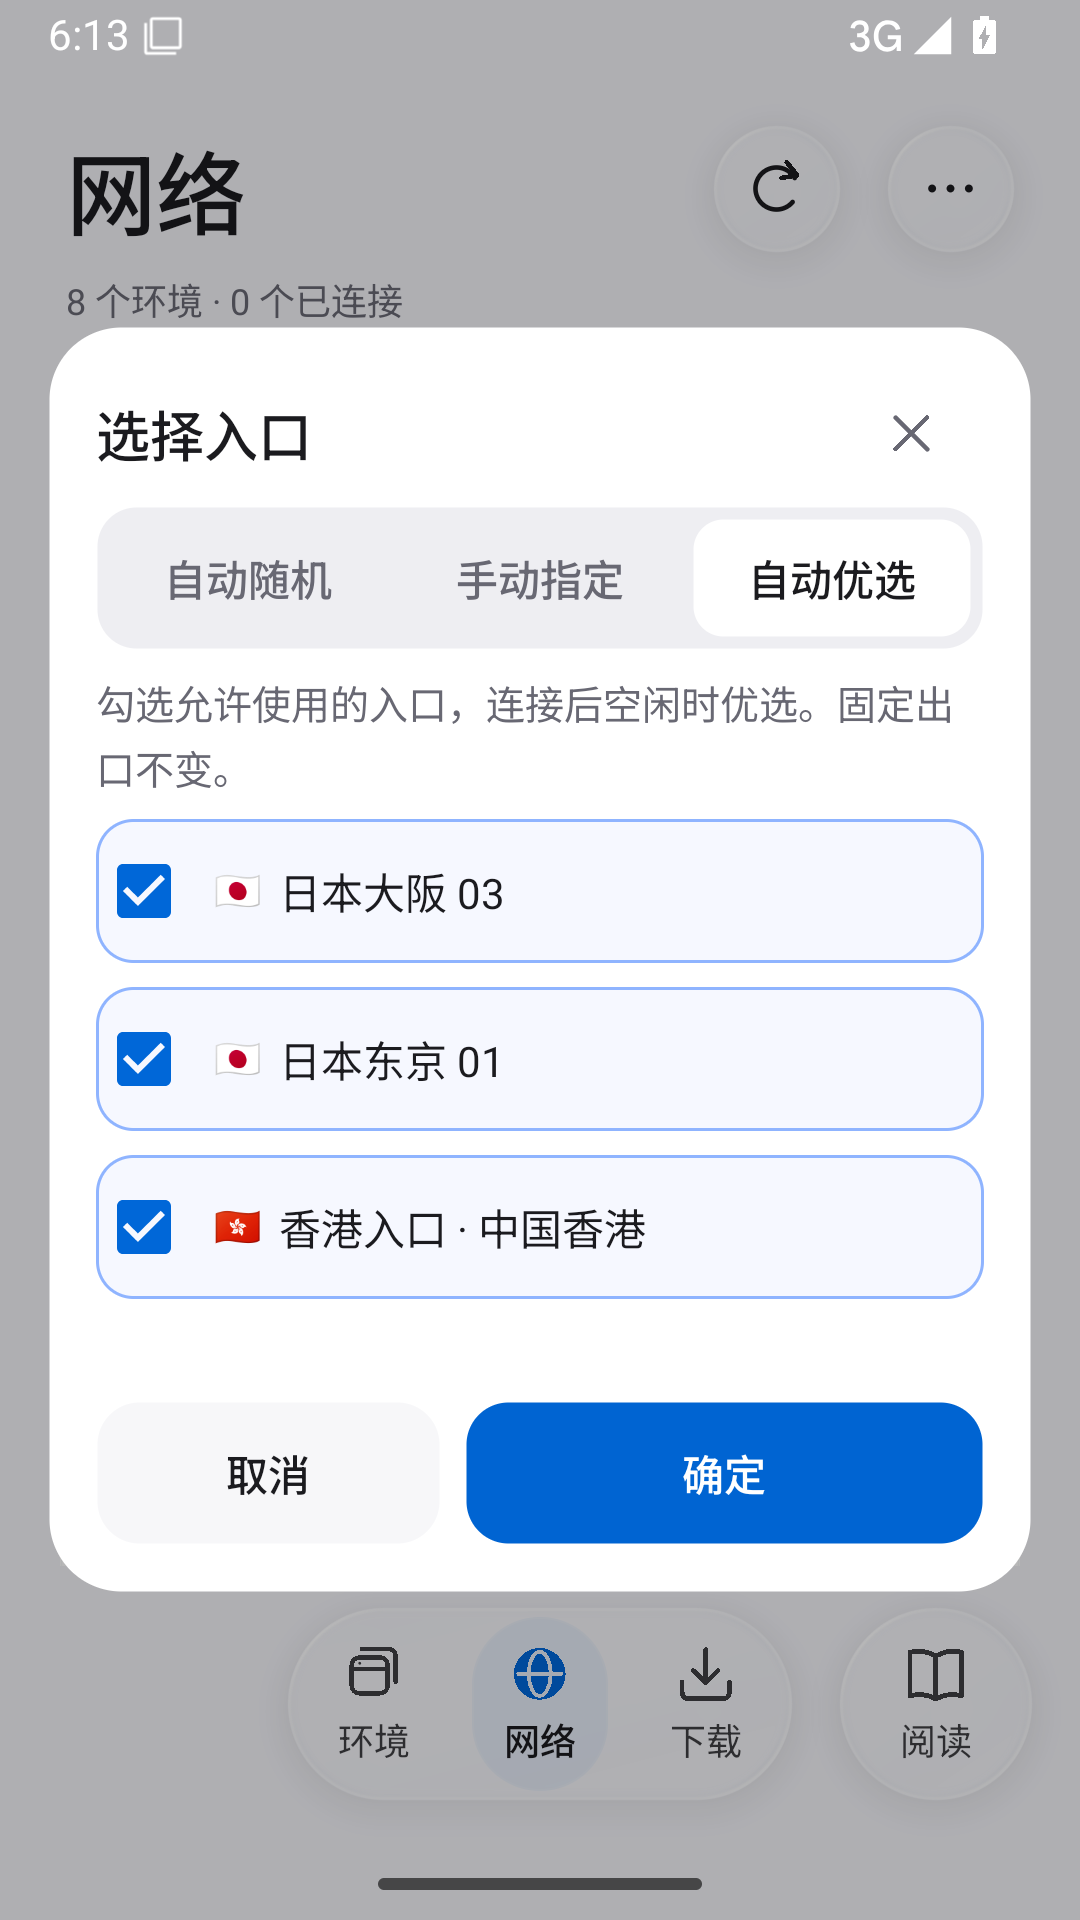 6:13
3G
网络
8 个环境 · 0 个已连接
选择入口
自动随机
手动指定
自动优选
勾选允许使用的入口，连接后空闲时优选。固定出
口不变。
日本大阪 03
日本东京 01
香港入口 · 中国香港
取消
确定
环境
网络
下载
阅读